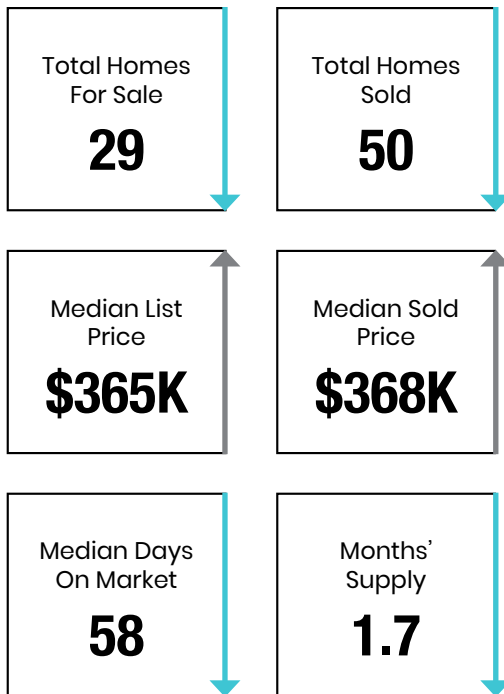 Total Homes
For Sale
29
Total Homes
Sold
50
Median List
Price
$365K
Median Sold
Price
$368K
Median Days
On Market
58
Months’
Supply
1.7